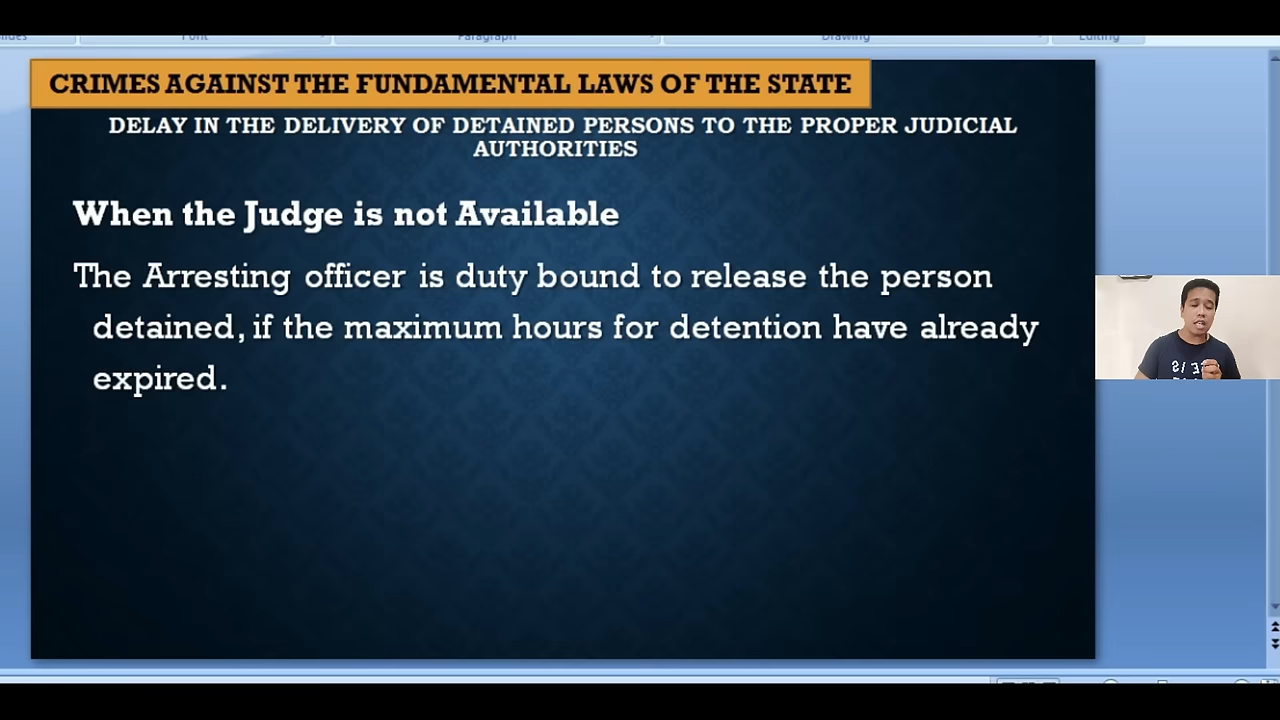 Font
Paragraph
Drawing
Editing
CRIMES AGAINST THE FUNDAMENTAL LAWS OF THE STATE
DELAY IN THE DELIVERY OF DETAINED PERSONS TO THE PROPER JUDICIAL
AUTHORITIES
When the Judge is not Available
The Arresting officer is duty bound to release the person
detained, if the maximum hours for detention have already
expired.